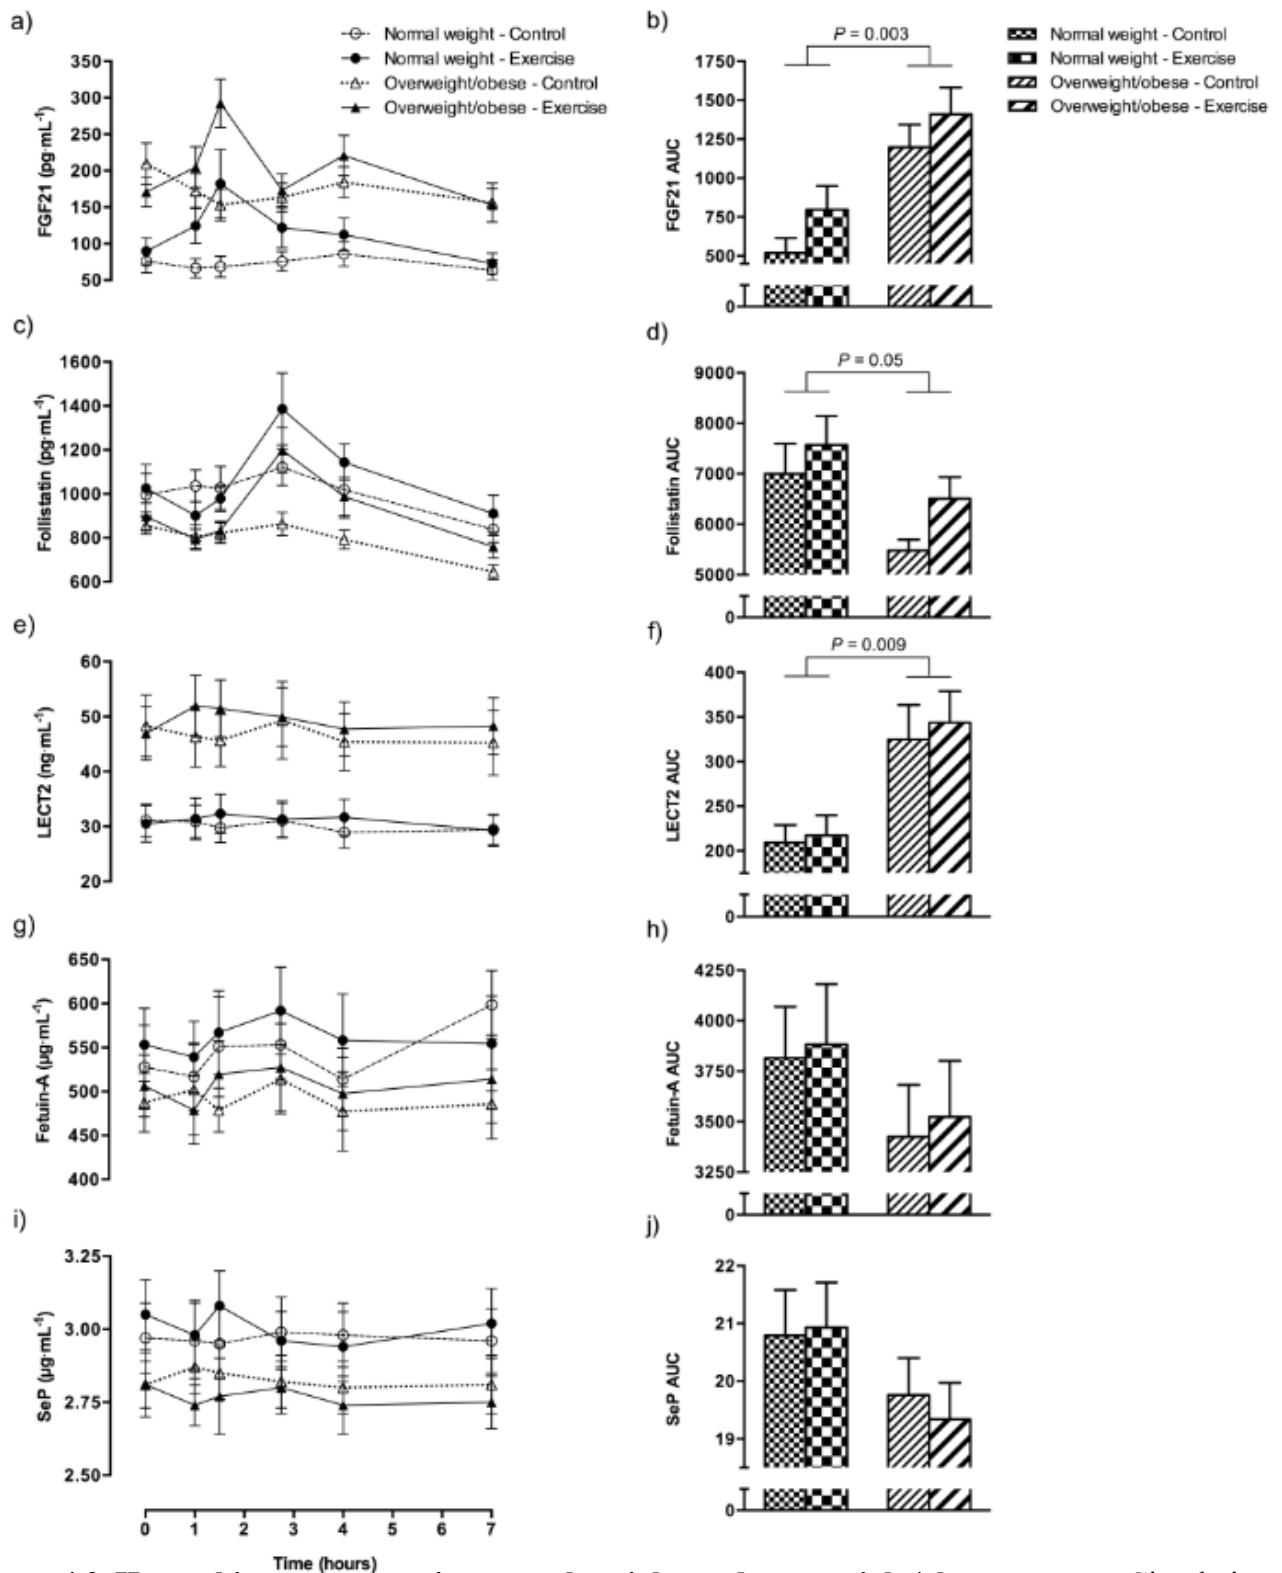 a)
Normal weight - Control
Normal weight - Exercise
Overweight/obese - Control
Overweight/obese - Exercise
FGF21 (pg·mL⁻¹)
350
300
250
200
150
100
50
b)
P = 0.003
Normal weight - Control
Normal weight - Exercise
Overweight/obese - Control
Overweight/obese - Exercise
FGF21 AUC
1750
1500
1250
1000
750
500
0
c)
Follistatin (pg·mL⁻¹)
1600
1400
1200
1000
800
600
d)
P = 0.05
Follistatin AUC
9000
8000
7000
6000
5000
0
e)
LECT2 (ng·mL⁻¹)
60
50
40
30
20
f)
P = 0.009
LECT2 AUC
400
350
300
250
200
0
g)
Fetuin-A (µg·mL⁻¹)
650
600
550
500
450
400
h)
Fetuin-A AUC
4250
4000
3750
3500
3250
0
i)
SeP (µg·mL⁻¹)
3.25
3.00
2.75
2.50
0 1 2 3 4 5 6 7
Time (hours)
j)
SeP AUC
22
21
20
19
0